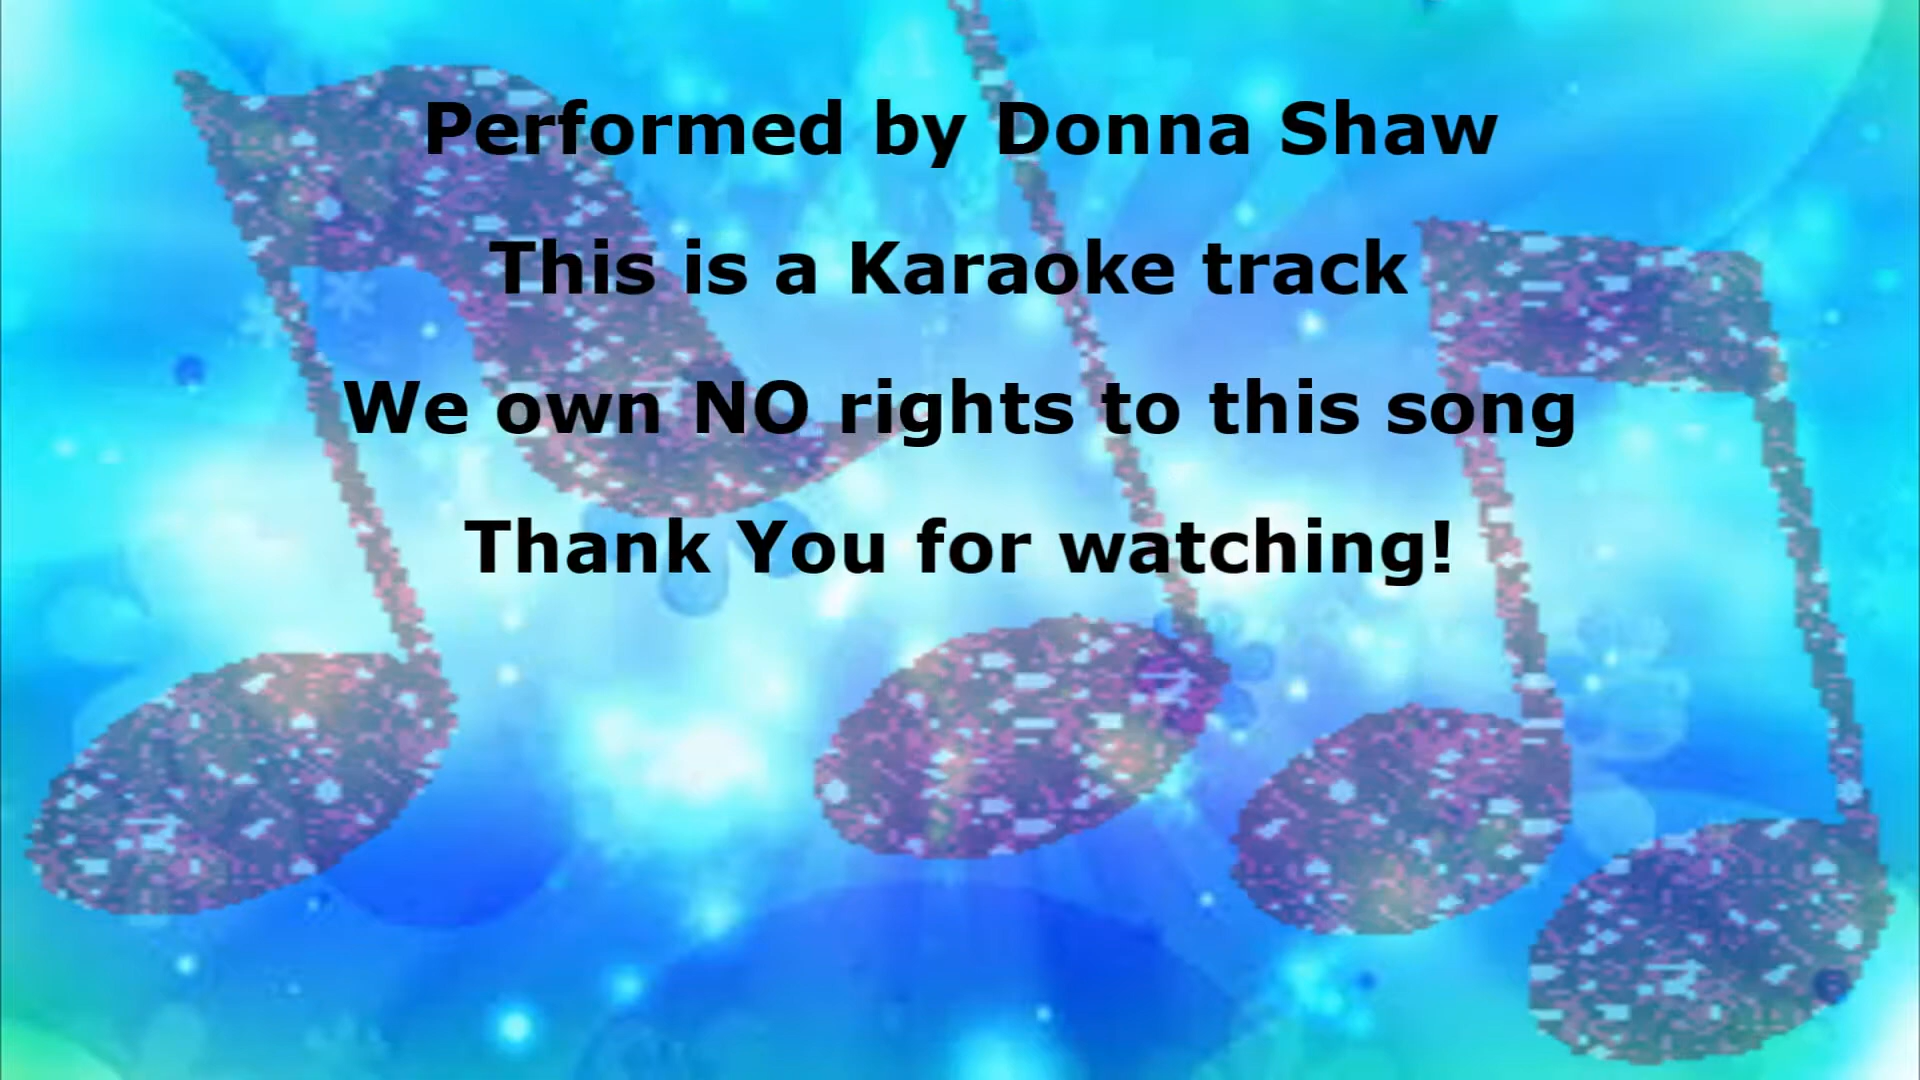 Performed by Donna Shaw
This is a Karaoke track
We own NO rights to this song
Thank You for watching!